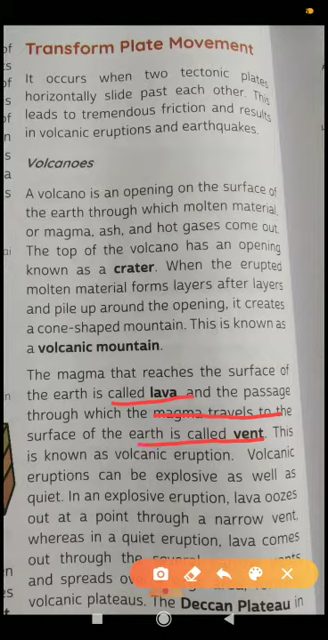 of Transform Plate Movement
It occurs when two tectonic plates
horizontally slide past each other. This
leads to tremendous friction and results
in volcanic eruptions and earthquakes.
Volcanoes
A volcano is an opening on the surface of
the earth through which molten material,
or magma, ash, and hot gases come out.
The top of the volcano has an opening
known as a crater. When the erupted
molten material forms layers after layers
and pile up around the opening, it creates
a cone-shaped mountain. This is known as
a volcanic mountain.
The magma that reaches the surface of
the earth is called lava and the passage
through which the magma travels to the
surface of the earth is called vent. This
is known as volcanic eruption. Volcanic
eruptions can be explosive as well as
quiet. In an explosive eruption, lava oozes
out at a point through a narrow vent,
whereas in a quiet eruption, lava comes
out through the
and spreads
volcanic plateaus. The Deccan Plateau in